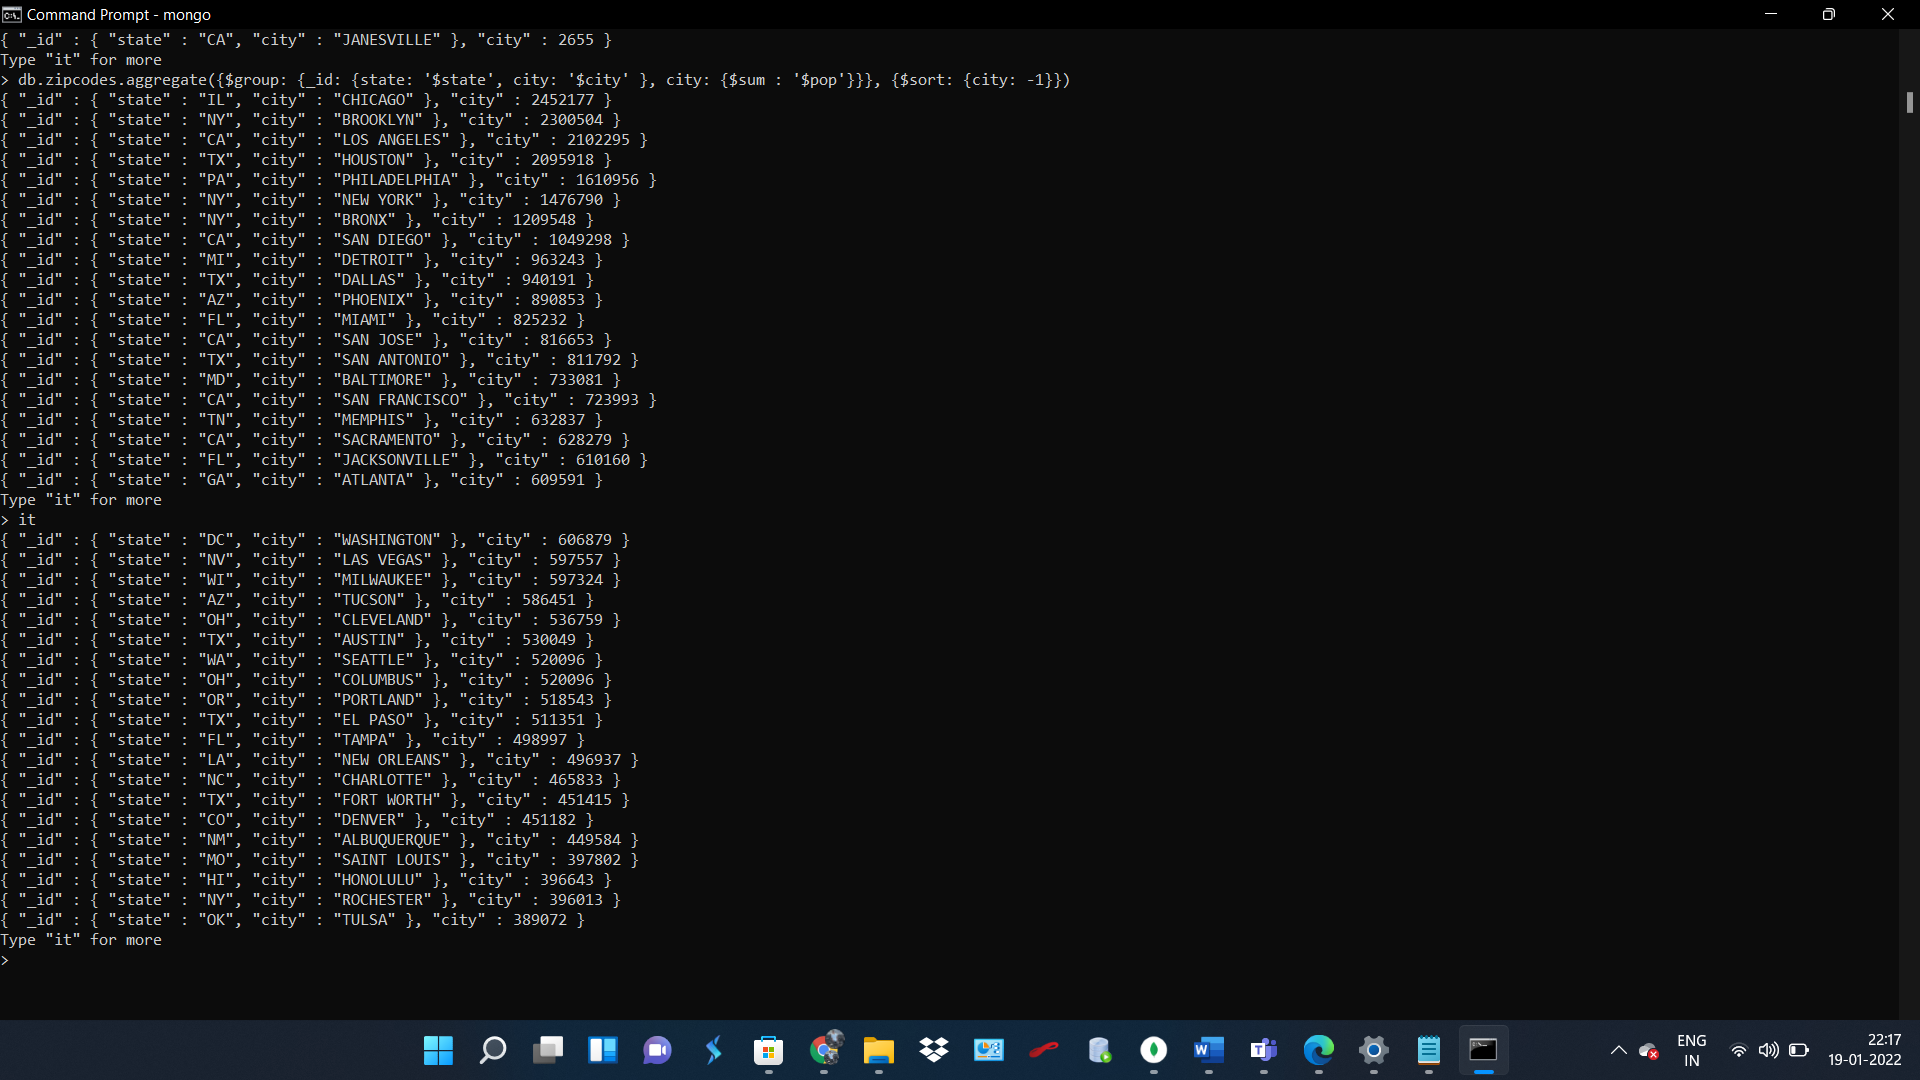 Command Prompt - mongo
{ "_id" : { "state" : "CA", "city" : "JANESVILLE" }, "city" : 2655 }
Type "it" for more
> db.zipcodes.aggregate({$group: {_id: {state: '$state', city: '$city' }, city: {$sum : '$pop'}}}, {$sort: {city: -1}})
{ "_id" : { "state" : "IL", "city" : "CHICAGO" }, "city" : 2452177 }
{ "_id" : { "state" : "NY", "city" : "BROOKLYN" }, "city" : 2300504 }
{ "_id" : { "state" : "CA", "city" : "LOS ANGELES" }, "city" : 2102295 }
{ "_id" : { "state" : "TX", "city" : "HOUSTON" }, "city" : 2095918 }
{ "_id" : { "state" : "PA", "city" : "PHILADELPHIA" }, "city" : 1610956 }
{ "_id" : { "state" : "NY", "city" : "NEW YORK" }, "city" : 1476790 }
{ "_id" : { "state" : "NY", "city" : "BRONX" }, "city" : 1209548 }
{ "_id" : { "state" : "CA", "city" : "SAN DIEGO" }, "city" : 1049298 }
{ "_id" : { "state" : "MI", "city" : "DETROIT" }, "city" : 963243 }
{ "_id" : { "state" : "TX", "city" : "DALLAS" }, "city" : 940191 }
{ "_id" : { "state" : "AZ", "city" : "PHOENIX" }, "city" : 890853 }
{ "_id" : { "state" : "FL", "city" : "MIAMI" }, "city" : 825232 }
{ "_id" : { "state" : "CA", "city" : "SAN JOSE" }, "city" : 816653 }
{ "_id" : { "state" : "TX", "city" : "SAN ANTONIO" }, "city" : 811792 }
{ "_id" : { "state" : "MD", "city" : "BALTIMORE" }, "city" : 733081 }
{ "_id" : { "state" : "CA", "city" : "SAN FRANCISCO" }, "city" : 723993 }
{ "_id" : { "state" : "TN", "city" : "MEMPHIS" }, "city" : 632837 }
{ "_id" : { "state" : "CA", "city" : "SACRAMENTO" }, "city" : 628279 }
{ "_id" : { "state" : "FL", "city" : "JACKSONVILLE" }, "city" : 610160 }
{ "_id" : { "state" : "GA", "city" : "ATLANTA" }, "city" : 609591 }
Type "it" for more
> it
{ "_id" : { "state" : "DC", "city" : "WASHINGTON" }, "city" : 606879 }
{ "_id" : { "state" : "NV", "city" : "LAS VEGAS" }, "city" : 597557 }
{ "_id" : { "state" : "WI", "city" : "MILWAUKEE" }, "city" : 597324 }
{ "_id" : { "state" : "AZ", "city" : "TUCSON" }, "city" : 586451 }
{ "_id" : { "state" : "OH", "city" : "CLEVELAND" }, "city" : 536759 }
{ "_id" : { "state" : "TX", "city" : "AUSTIN" }, "city" : 530049 }
{ "_id" : { "state" : "WA", "city" : "SEATTLE" }, "city" : 520096 }
{ "_id" : { "state" : "OH", "city" : "COLUMBUS" }, "city" : 520096 }
{ "_id" : { "state" : "OR", "city" : "PORTLAND" }, "city" : 518543 }
{ "_id" : { "state" : "TX", "city" : "EL PASO" }, "city" : 511351 }
{ "_id" : { "state" : "FL", "city" : "TAMPA" }, "city" : 498997 }
{ "_id" : { "state" : "LA", "city" : "NEW ORLEANS" }, "city" : 496937 }
{ "_id" : { "state" : "NC", "city" : "CHARLOTTE" }, "city" : 465833 }
{ "_id" : { "state" : "TX", "city" : "FORT WORTH" }, "city" : 451415 }
{ "_id" : { "state" : "CO", "city" : "DENVER" }, "city" : 451182 }
{ "_id" : { "state" : "NM", "city" : "ALBUQUERQUE" }, "city" : 449584 }
{ "_id" : { "state" : "MO", "city" : "SAINT LOUIS" }, "city" : 397802 }
{ "_id" : { "state" : "HI", "city" : "HONOLULU" }, "city" : 396643 }
{ "_id" : { "state" : "NY", "city" : "ROCHESTER" }, "city" : 396013 }
{ "_id" : { "state" : "OK", "city" : "TULSA" }, "city" : 389072 }
Type "it" for more
>
ENG
IN
22:17
19-01-2022